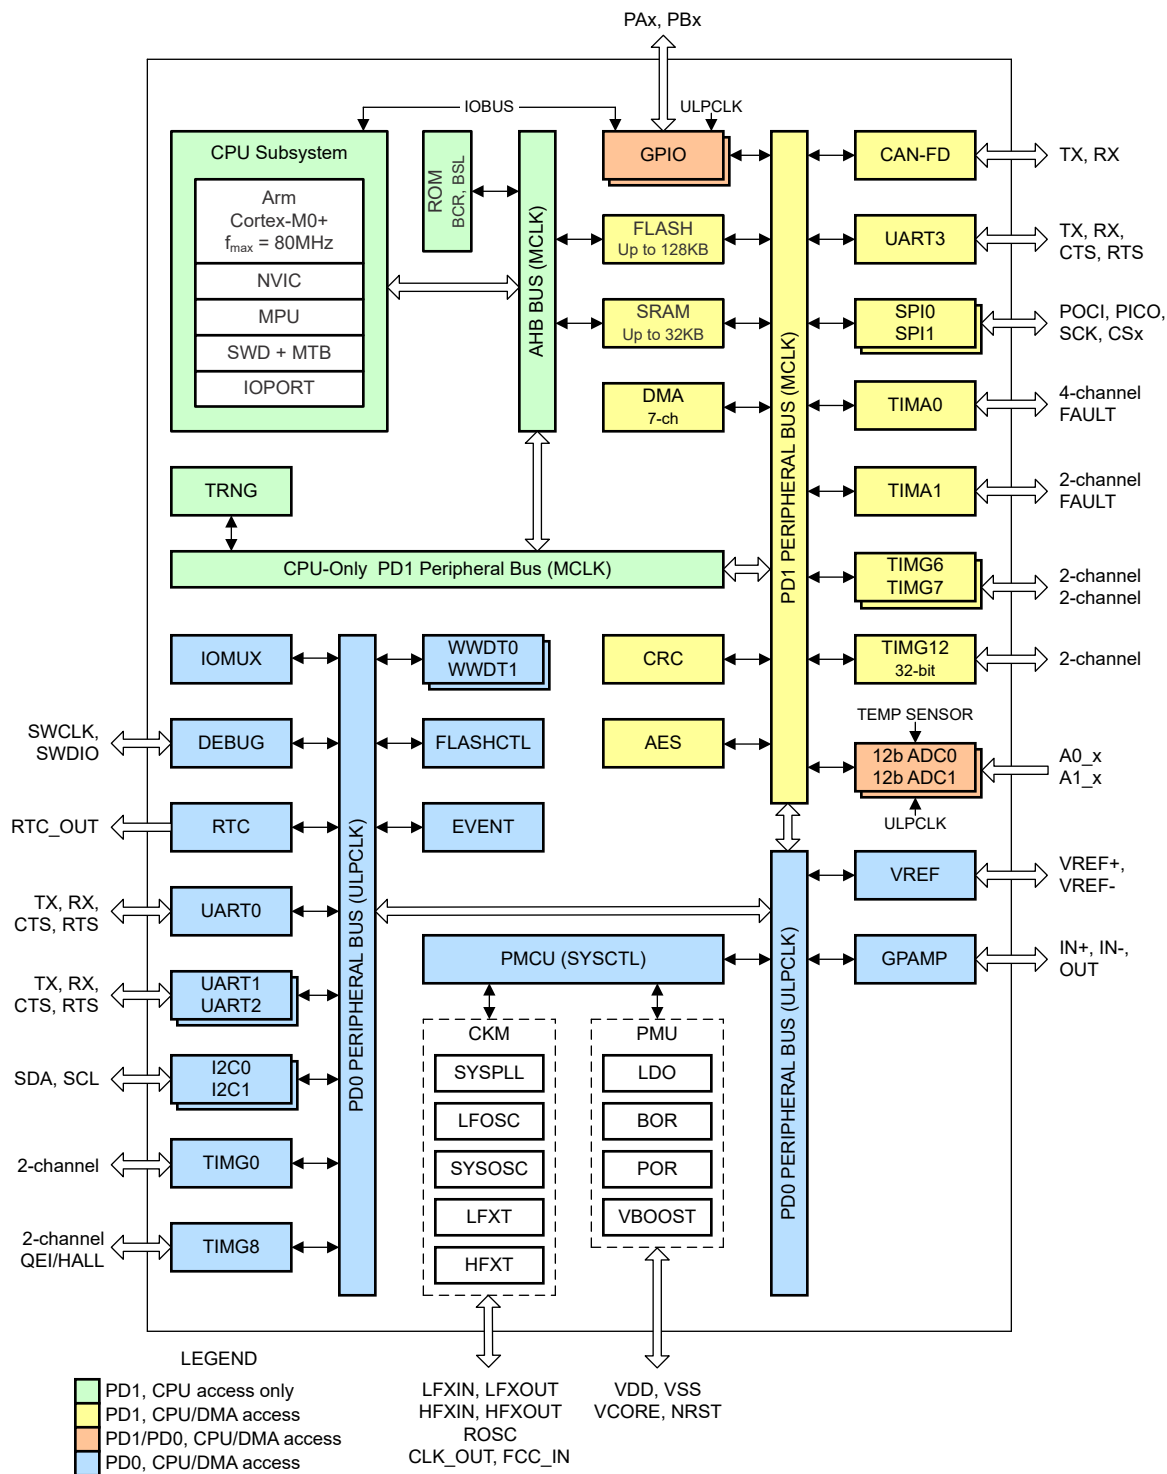 PAx, PBx
IOBUS
ULPCLK
CPU Subsystem
Arm
Cortex-M0+
fmax = 80MHz
NVIC
MPU
SWD + MTB
IOPORT
ROM
BCR, BSL
AHB BUS (MCLK)
GPIO
FLASH
Up to 128KB
SRAM
Up to 32KB
DMA
7-ch
PD1 PERIPHERAL BUS (MCLK)
CAN-FD
TX, RX
UART3
TX, RX,
CTS, RTS
SPI0
SPI1
POCI, PICO,
SCK, CSx
TIMA0
4-channel
FAULT
TIMA1
2-channel
FAULT
TRNG
CPU-Only PD1 Peripheral Bus (MCLK)
TIMG6
TIMG7
2-channel
2-channel
IOMUX
WWDT0
WWDT1
CRC
TIMG12
32-bit
2-channel
SWCLK,
SWDIO
DEBUG
FLASHCTL
AES
TEMP SENSOR
12b ADC0
12b ADC1
A0_x
A1_x
ULPCLK
RTC_OUT
RTC
EVENT
PD0 PERIPHERAL BUS (ULPCLK)
VREF
VREF+,
VREF-
TX, RX,
CTS, RTS
UART0
PMCU (SYSCTL)
PD0 PERIPHERAL BUS (ULPCLK)
GPAMP
IN+, IN-,
OUT
TX, RX,
CTS, RTS
UART1
UART2
CKM
SYSPLL
LFOSC
SYSOSC
LFXT
HFXT
PMU
LDO
BOR
POR
VBOOST
SDA, SCL
I2C0
I2C1
2-channel
TIMG0
2-channel
QEI/HALL
TIMG8
LEGEND
PD1, CPU access only
PD1, CPU/DMA access
PD1/PD0, CPU/DMA access
PD0, CPU/DMA access
LFXIN, LFXOUT
HFXIN, HFXOUT
ROSC
CLK_OUT, FCC_IN
VDD, VSS
VCORE, NRST